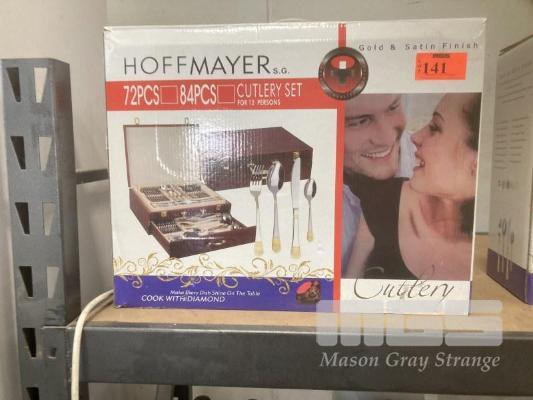 Gold & Satin Finish
HOFFMAYER S.G.
141
72PCS 84PCS CUTLERY SET
FOR 12 PERSONS
Make Every Dish Shine On The Table
COOK WITH DIAMOND
Cutlery
MGS
Mason Gray Strange